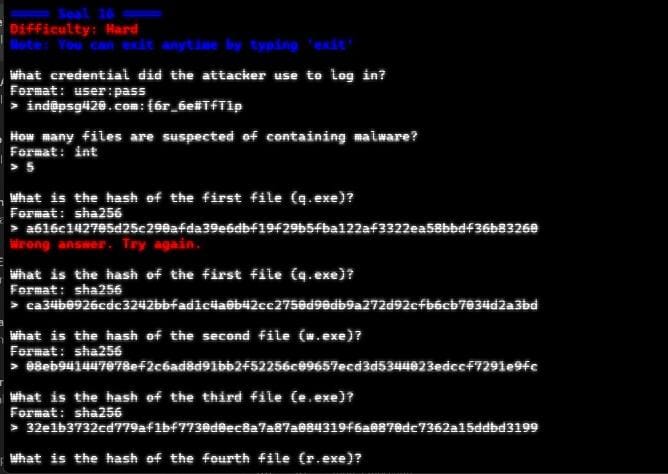 ===== Soal 16 =====
Difficulty: Hard
Note: You can exit anytime by typing 'exit'
What credential did the attacker use to log in?
Format: user:pass
> ind@psg420.com:{6r_6e#TfT1p
How many files are suspected of containing malware?
Format: int
> 5
What is the hash of the first file (q.exe)?
Format: sha256
> a616c142705d25c290afda39e6dbf19f29b5fba122af3322ea58bbdf36b83260
Wrong answer. Try again.
What is the hash of the first file (q.exe)?
Format: sha256
> ca34b0926cdc3242bbfad1c4a0b42cc2750d90db9a272d92cfb6cb7034d2a3bd
What is the hash of the second file (w.exe)?
Format: sha256
> 08eb941447078ef2c6ad8d91bb2f52256c09657ecd3d5344023edccf7291e9fc
What is the hash of the third file (e.exe)?
Format: sha256
> 32e1b3732cd779af1bf7730d0ec8a7a87a084319f6a0870dc7362a15ddbd3199
What is the hash of the fourth file (r.exe)?